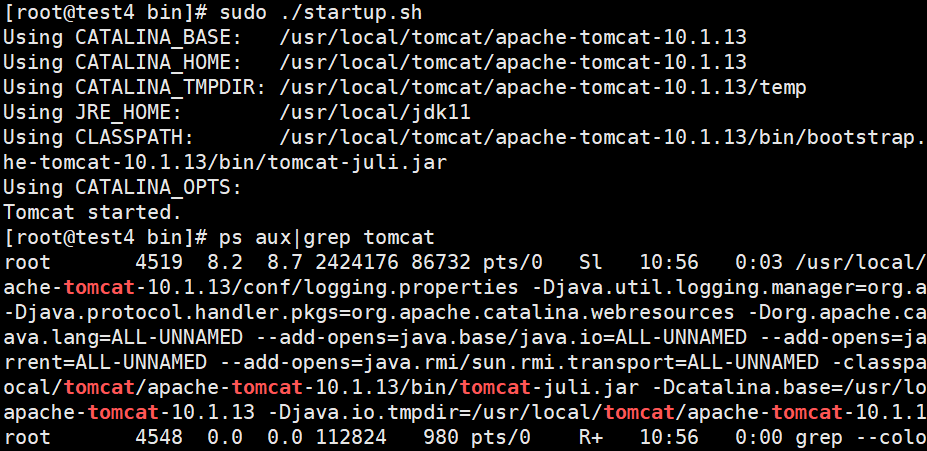 [root@test4 bin]# sudo ./startup.sh
Using CATALINA_BASE:   /usr/local/tomcat/apache-tomcat-10.1.13
Using CATALINA_HOME:   /usr/local/tomcat/apache-tomcat-10.1.13
Using CATALINA_TMPDIR: /usr/local/tomcat/apache-tomcat-10.1.13/temp
Using JRE_HOME:        /usr/local/jdk11
Using CLASSPATH:       /usr/local/tomcat/apache-tomcat-10.1.13/bin/bootstrap.
he-tomcat-10.1.13/bin/tomcat-juli.jar
Using CATALINA_OPTS:
Tomcat started.
[root@test4 bin]# ps aux|grep tomcat
root      4519  8.2  8.7 2424176 86732 pts/0   Sl   10:56   0:03 /usr/local/
ache-tomcat-10.1.13/conf/logging.properties -Djava.util.logging.manager=org.a
-Djava.protocol.handler.pkgs=org.apache.catalina.webresources -Dorg.apache.ca
ava.lang=ALL-UNNAMED --add-opens=java.base/java.io=ALL-UNNAMED --add-opens=ja
rrent=ALL-UNNAMED --add-opens=java.rmi/sun.rmi.transport=ALL-UNNAMED -classpa
ocal/tomcat/apache-tomcat-10.1.13/bin/tomcat-juli.jar -Dcatalina.base=/usr/lo
apache-tomcat-10.1.13 -Djava.io.tmpdir=/usr/local/tomcat/apache-tomcat-10.1.1
root      4548  0.0  0.0 112824   980 pts/0    R+   10:56   0:00 grep --colo